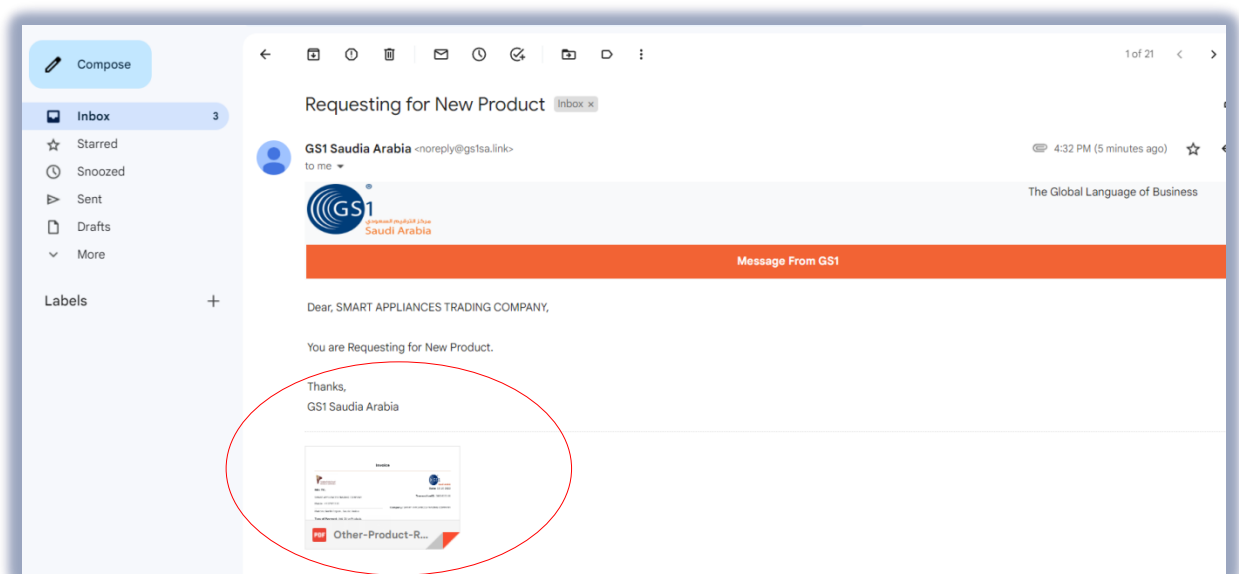 Compose
1 of 21
Inbox 3
Starred
Snoozed
Sent
Drafts
More
Labels
Requesting for New Product Inbox ×
GS1 Saudia Arabia <noreply@gs1sa.link>
4:32 PM (5 minutes ago)
to me
GS1
Saudi Arabia
The Global Language of Business
Message From GS1
Dear, SMART APPLIANCES TRADING COMPANY,
You are Requesting for New Product.
Thanks,
GS1 Saudia Arabia
Invoice
PDF Other-Product-R...